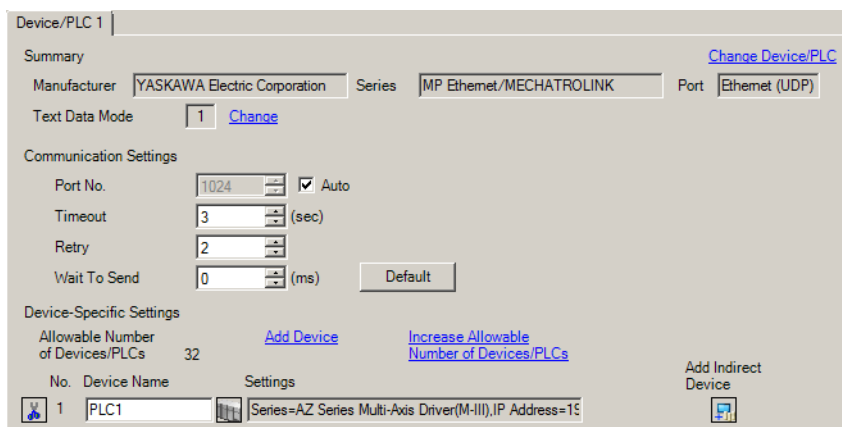 Device/PLC 1
Summary
Change Device/PLC
Manufacturer YASKAWA Electric Corporation Series MP Ethernet/MECHATROLINK Port Ethernet (UDP)
Text Data Mode 1 Change
Communication Settings
Port No. 1024 Auto
Timeout 3 (sec)
Retry 2
Wait To Send 0 (ms) Default
Device-Specific Settings
Allowable Number Add Device Increase Allowable
of Devices/PLCs 32 Number of Devices/PLCs
Add Indirect
No. Device Name Settings Device
1 PLC1 Series=AZ Series Multi-Axis Driver(M-III),IP Address=19